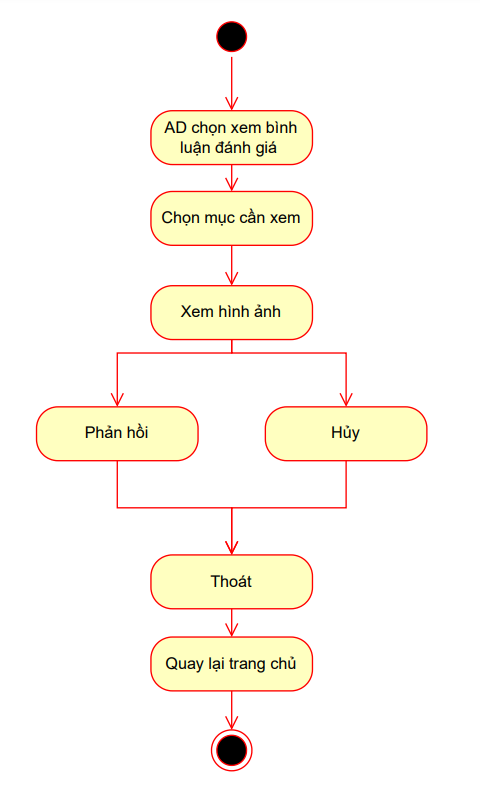 AD chọn xem bình
luận đánh giá
Chọn mục cần xem
Xem hình ảnh
Phản hồi
Hủy
Thoát
Quay lại trang chủ